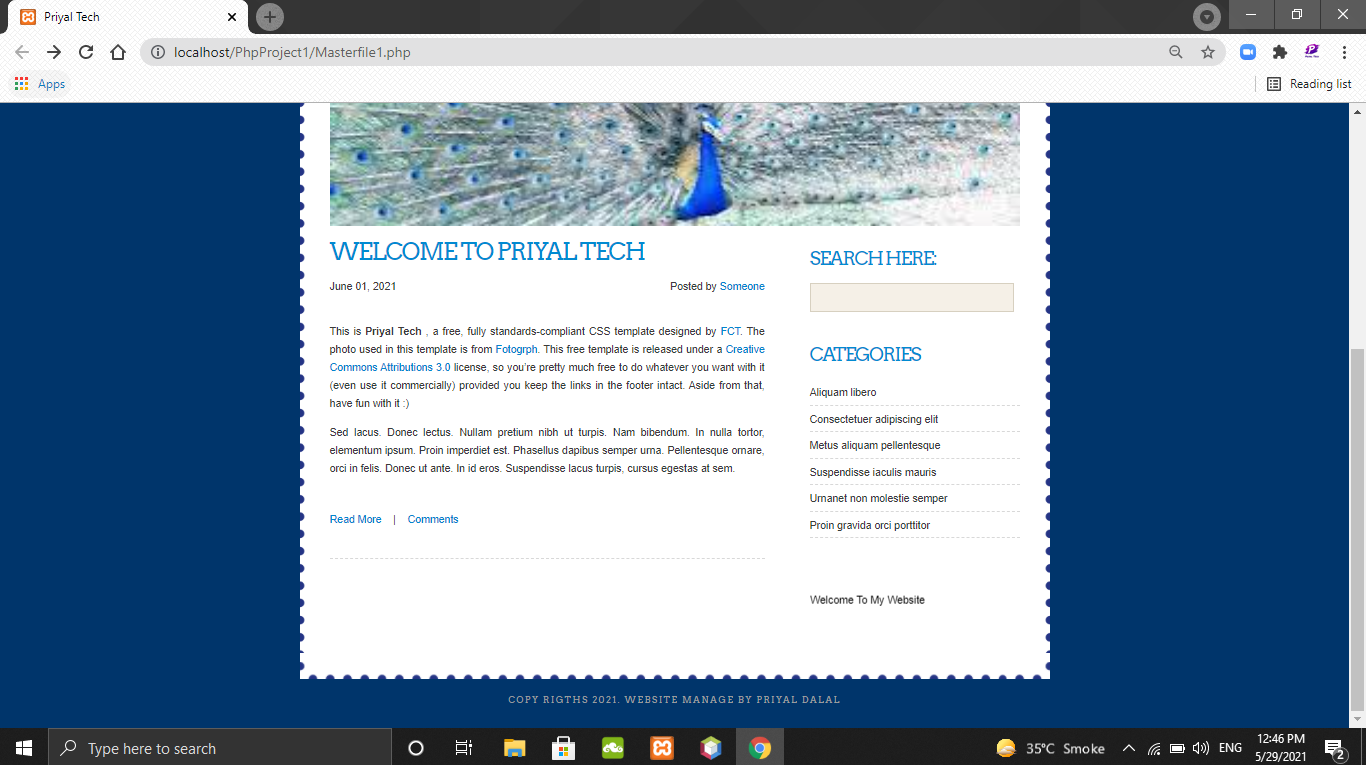 Priyal Tech
localhost/PhpProject1/Masterfile1.php
Apps
Reading list
WELCOME TO PRIYAL TECH
June 01, 2021 Posted by Someone
This is Priyal Tech , a free, fully standards-compliant CSS template designed by FCT. The
photo used in this template is from Fotogrph. This free template is released under a Creative
Commons Attributions 3.0 license, so you're pretty much free to do whatever you want with it
(even use it commercially) provided you keep the links in the footer intact. Aside from that,
have fun with it :)
Sed lacus. Donec lectus. Nullam pretium nibh ut turpis. Nam bibendum. In nulla tortor,
elementum ipsum. Proin imperdiet est. Phasellus dapibus semper urna. Pellentesque ornare,
orci in felis. Donec ut ante. In id eros. Suspendisse lacus turpis, cursus egestas at sem.
Read More | Comments
SEARCH HERE:
CATEGORIES
Aliquam libero
Consectetuer adipiscing elit
Metus aliquam pellentesque
Suspendisse iaculis mauris
Urnanet non molestie semper
Proin gravida orci porttitor
Welcome To My Website
COPY RIGTHS 2021. WEBSITE MANAGE BY PRIYAL DALAL
Type here to search
35°C Smoke
ENG
12:46 PM
5/29/2021
2